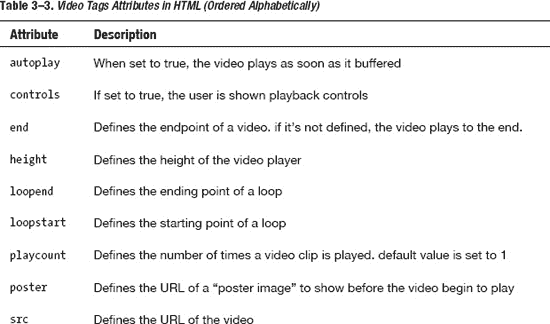 Table 3–3. Video Tags Attributes in HTML (Ordered Alphabetically)
Attribute Description
autoplay When set to true, the video plays as soon as it buffered
controls If set to true, the user is shown playback controls
end Defines the endpoint of a video. if it's not defined, the video plays to the end.
height Defines the height of the video player
loopend Defines the ending point of a loop
loopstart Defines the starting point of a loop
playcount Defines the number of times a video clip is played. default value is set to 1
poster Defines the URL of a “poster image” to show before the video begin to play
src Defines the URL of the video